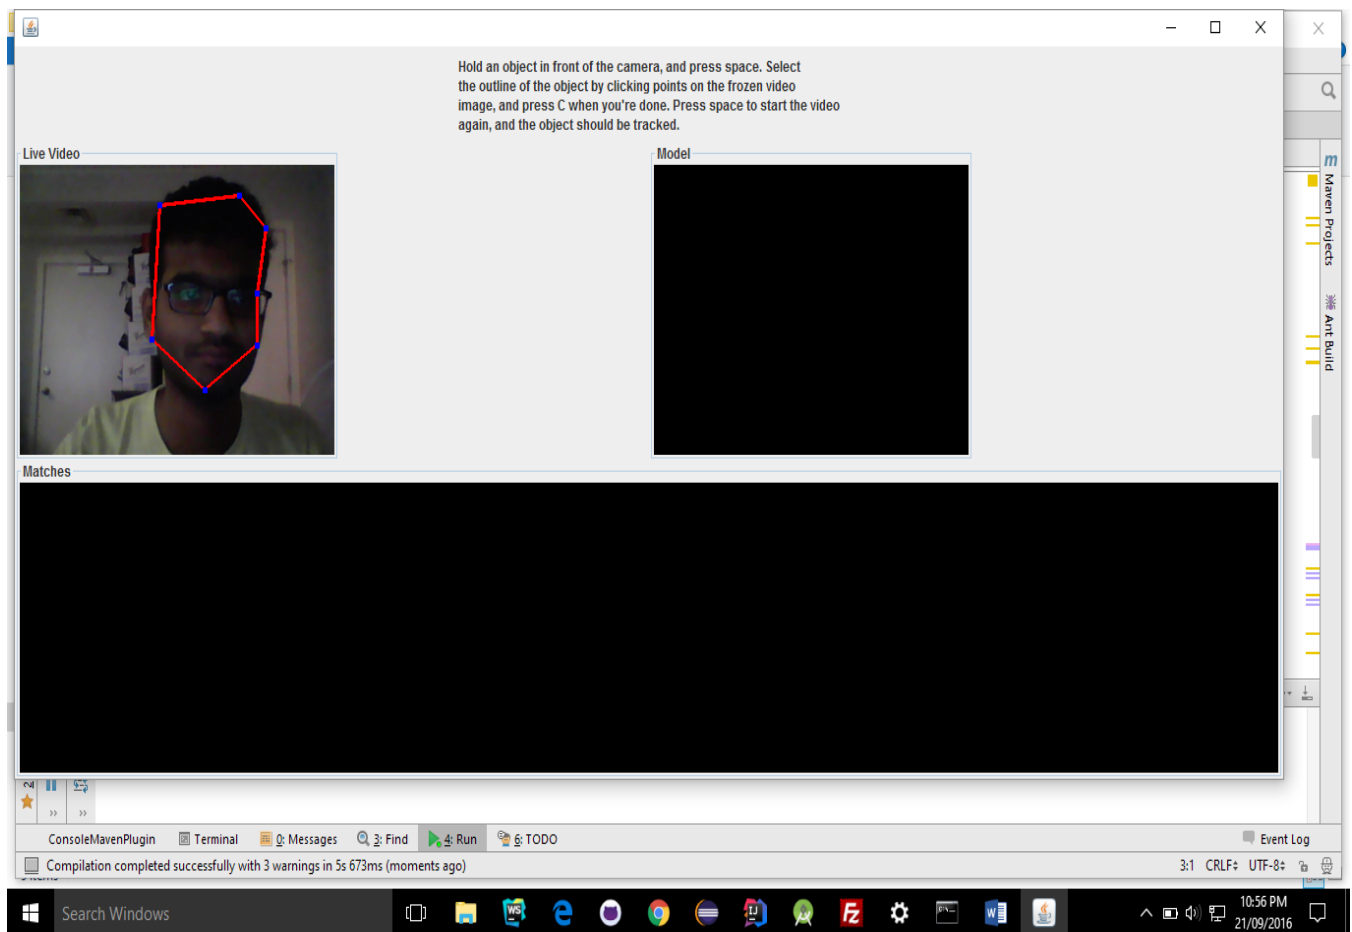 Hold an object in front of the camera, and press space. Select
the outline of the object by clicking points on the frozen video
image, and press C when you're done. Press space to start the video
again, and the object should be tracked.
Live Video
Model
Matches
Maven Projects
Ant Build
ConsoleMavenPlugin Terminal 0: Messages 3: Find 4: Run 6: TODO Event Log
Compilation completed successfully with 3 warnings in 5s 673ms (moments ago) 3:1 CRLF UTF-8
Search Windows
WS
IJ
FZ
W
10:56 PM
21/09/2016